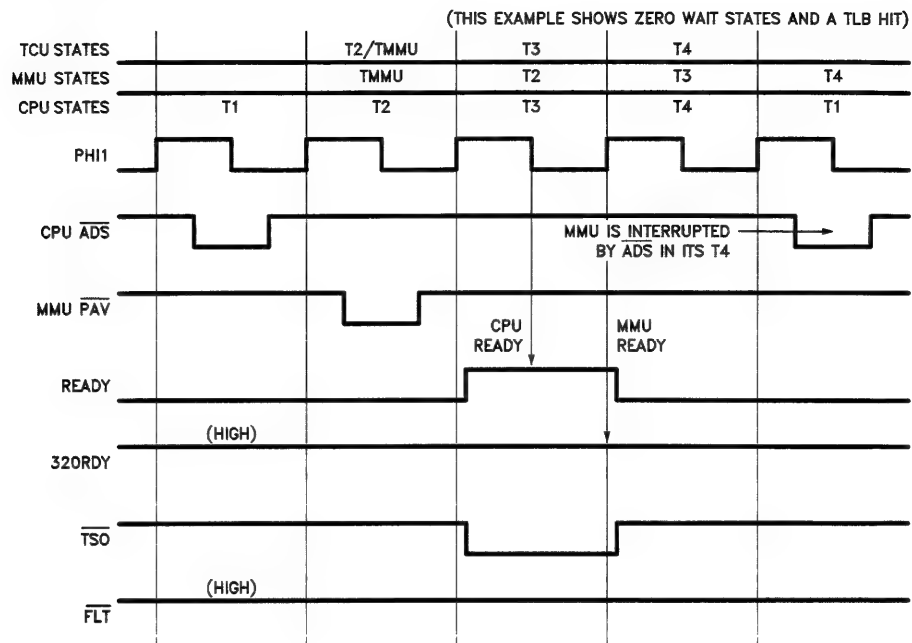 (THIS EXAMPLE SHOWS ZERO WAIT STATES AND A TLB HIT)
TCU STATES T2/TMMU T3 T4
MMU STATES TMMU T2 T3 T4
CPU STATES T1 T2 T3 T4 T1
PHI1
CPU ADS
MMU IS INTERRUPTED
BY ADS IN ITS T4
MMU PAV
CPU
READY
MMU
READY
READY
(HIGH)
320RDY
TSO
(HIGH)
FLT